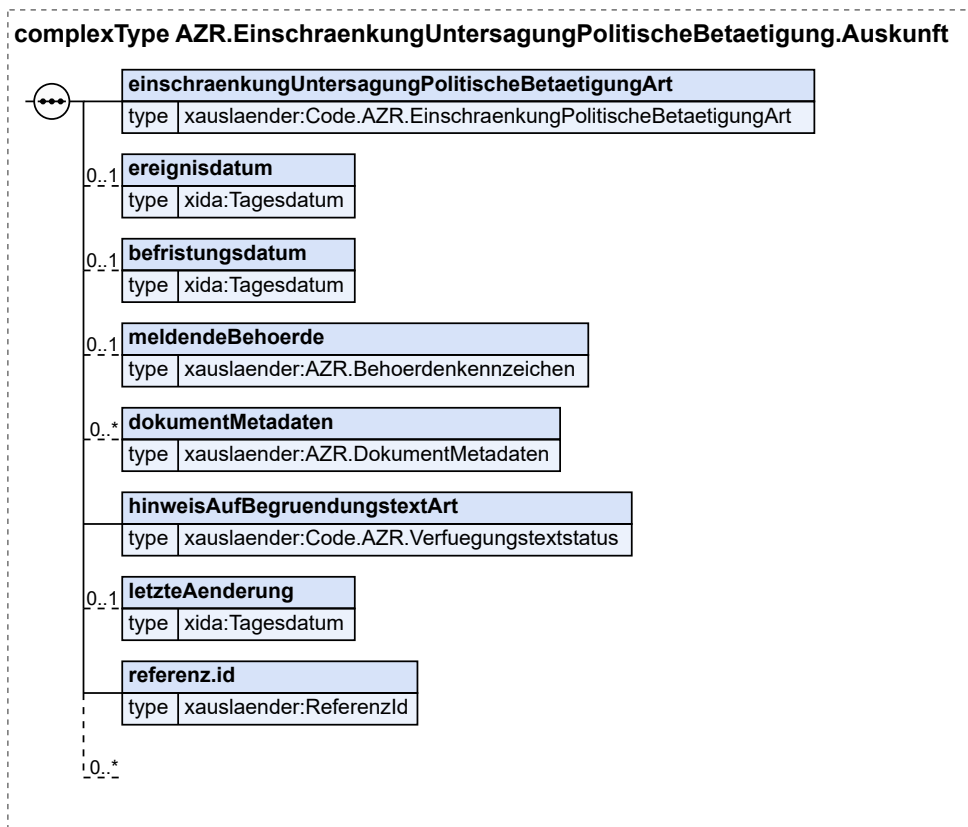 complexType AZR.EinschraenkungUntersagungPolitischeBetaetigung.Auskunft
einschraenkungUntersagungPolitischeBetaetigungArt
type xauslaender:Code.AZR.EinschraenkungPolitischeBetaetigungArt
0..1 ereignisdatum
type xida:Tagesdatum
0..1 befristungsdatum
type xida:Tagesdatum
0..1 meldendeBehoerde
type xauslaender:AZR.Behoerdenkennzeichen
0..* dokumentMetadaten
type xauslaender:AZR.DokumentMetadaten
hinweisAufBegruendungstextArt
type xauslaender:Code.AZR.Verfuegungstextstatus
0..1 letzteAenderung
type xida:Tagesdatum
referenz.id
type xauslaender:ReferenzId
0..*